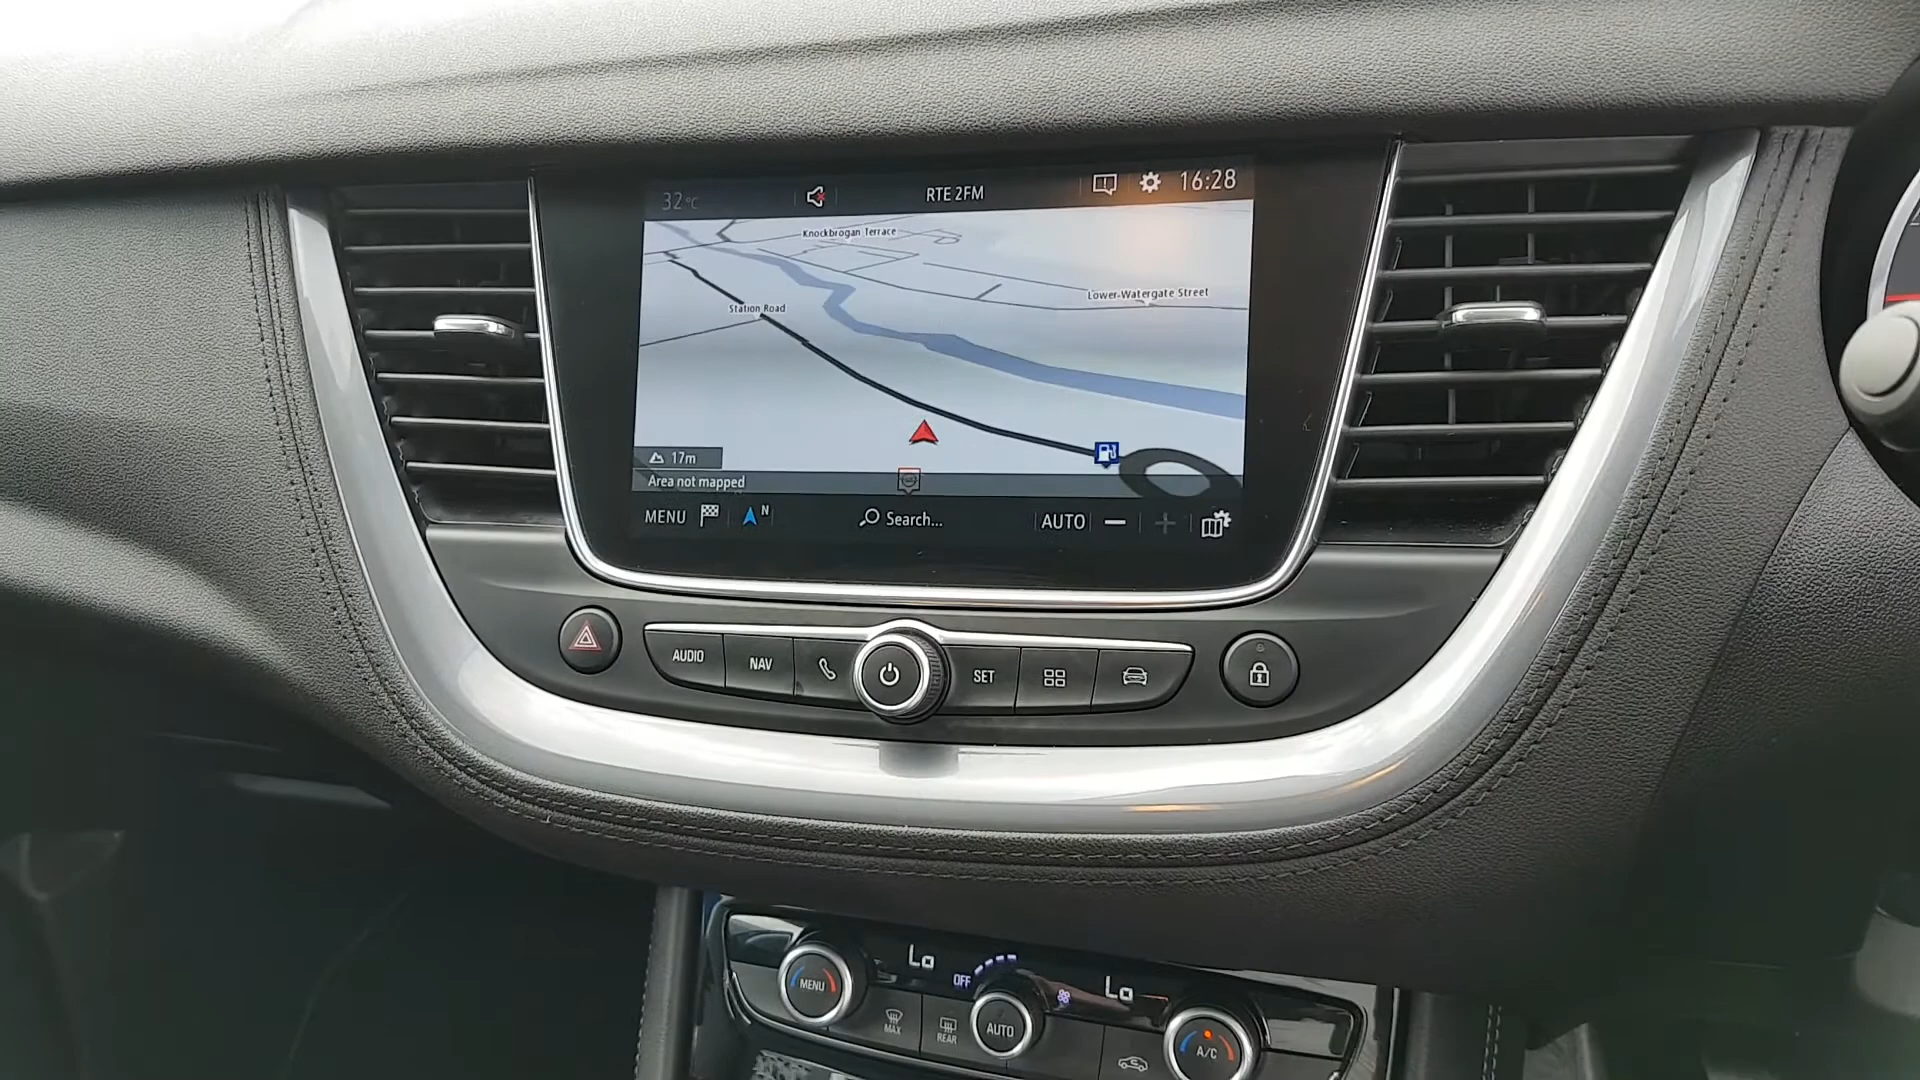 32°C
RTE 2FM
16:28
Knockbrogan Terrace
Lower Watergate Street
Station Road
17m
Area not mapped
MENU
N
Search...
AUTO
AUDIO
NAV
SET
Lo
OFF
Lo
MENU
MAX
REAR
AUTO
A/C